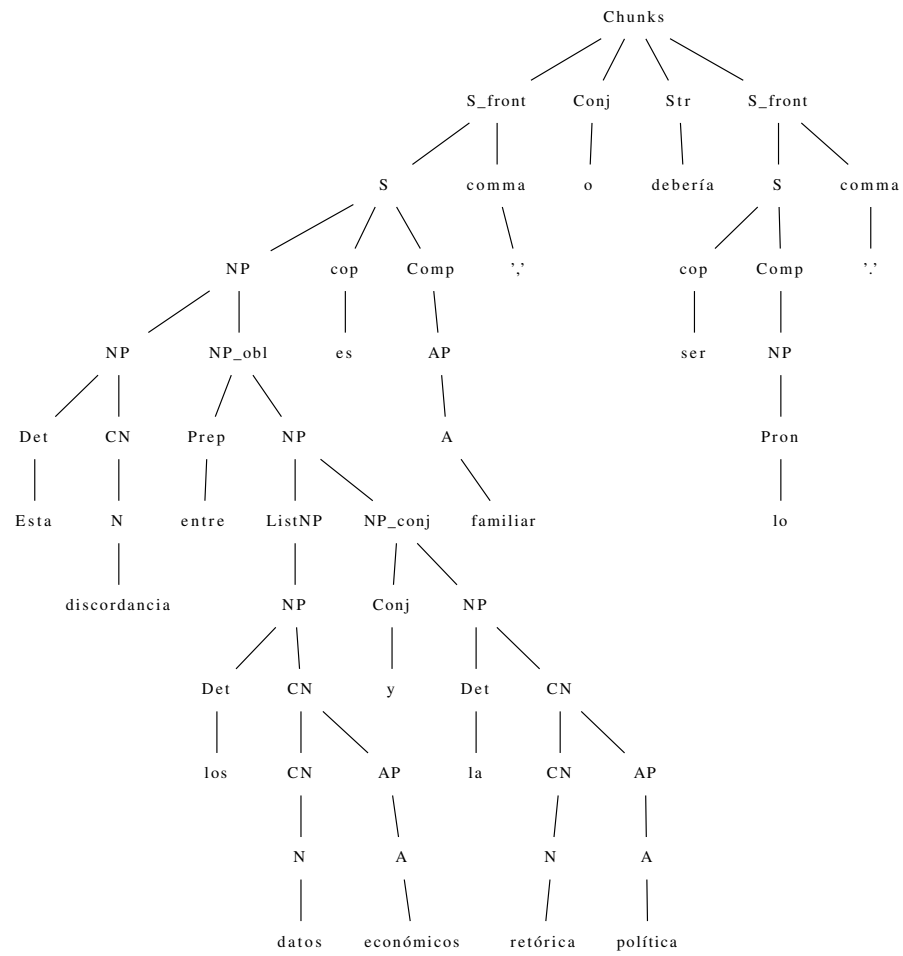 Chunks
S_front Conj Str S_front
S comma o debería S comma
NP cop Comp ',' cop Comp '.'
NP NP_obl es AP ser NP
Det CN Prep NP A Pron
Esta N entre ListNP NP_conj familiar lo
discordancia NP Conj NP
Det CN y Det CN
los CN AP la CN AP
N A N A
datos económicos retórica política